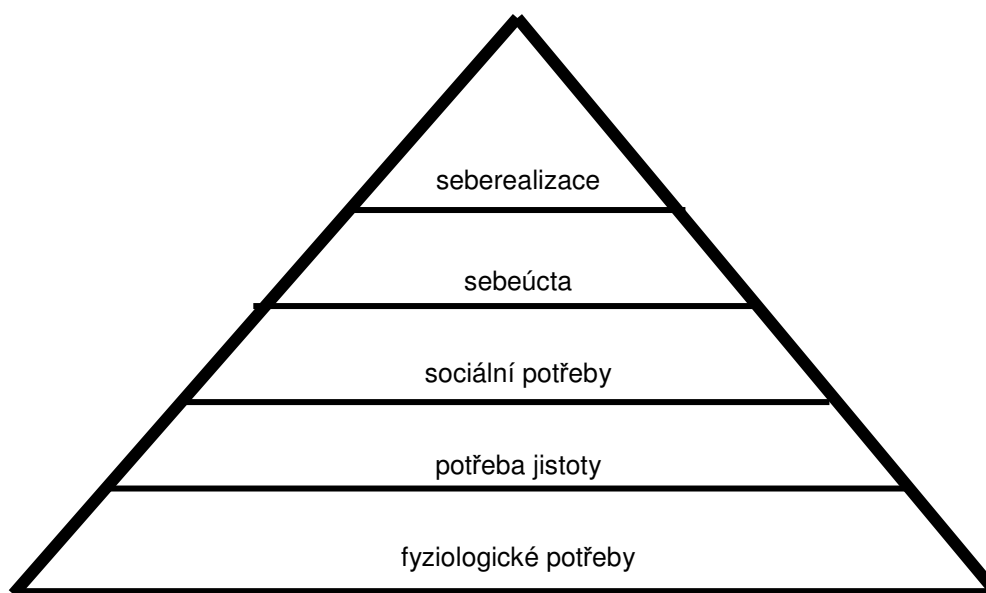 seberealizace
sebeúcta
sociální potřeby
potřeba jistoty
fyziologické potřeby